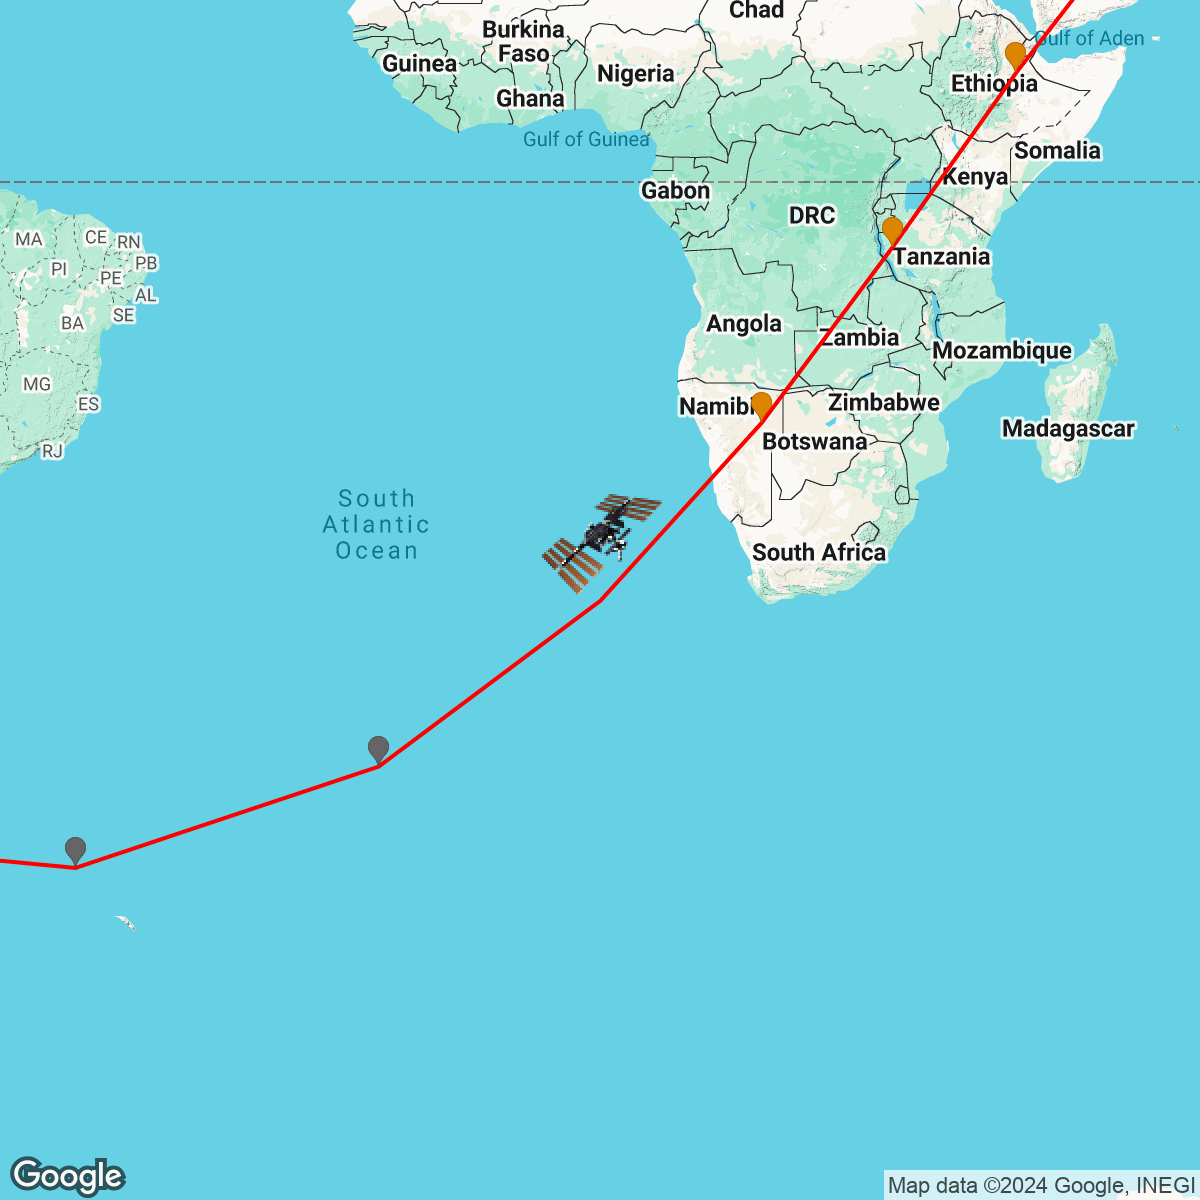 Chad
Burkina
Faso
Guinea
Nigeria
Gulf of Aden
Ethiopia
Ghana
Gulf of Guinea
Somalia
Gabon
Kenya
DRC
MA
CE
RN
PI
PE
PB
AL
SE
BA
Tanzania
Angola
Zambia
Mozambique
MG
ES
RJ
Namibi
Zimbabwe
Botswana
Madagascar
South
Atlantic
Ocean
South Africa
Google
Map data ©2024 Google, INEGI